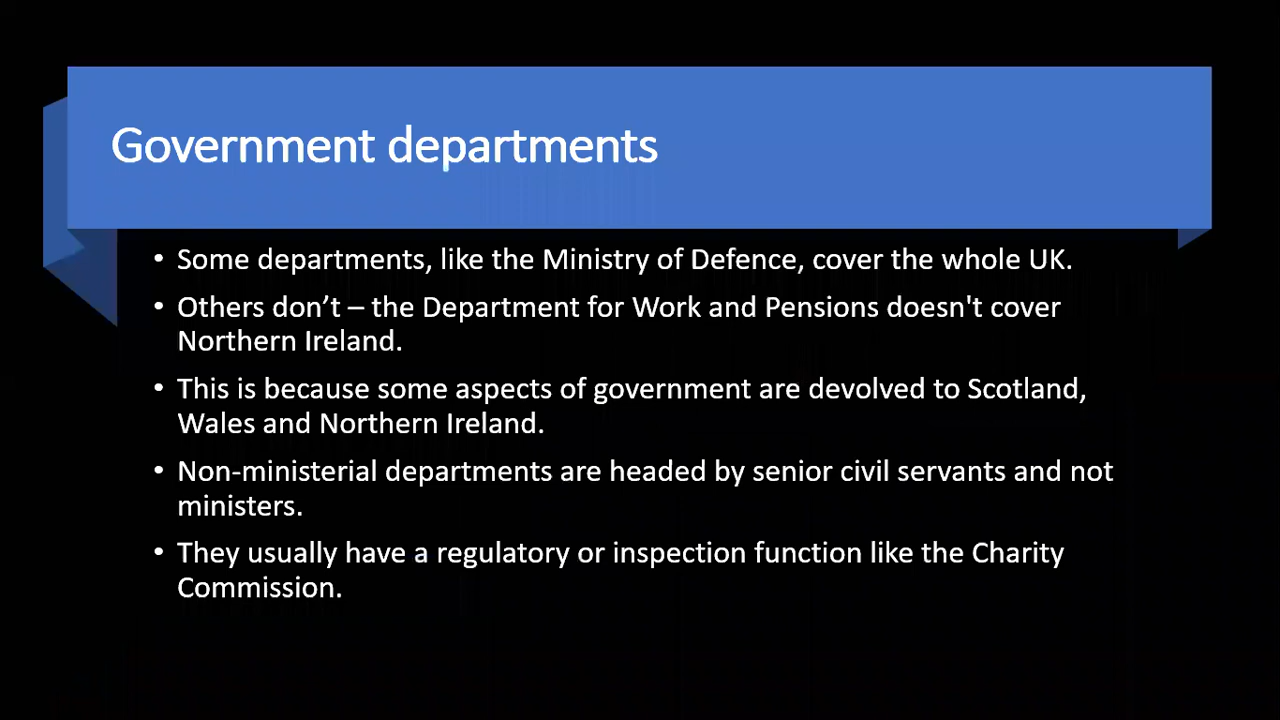 Government departments
• Some departments, like the Ministry of Defence, cover the whole UK.
• Others don’t – the Department for Work and Pensions doesn't cover
Northern Ireland.
• This is because some aspects of government are devolved to Scotland,
Wales and Northern Ireland.
• Non-ministerial departments are headed by senior civil servants and not
ministers.
• They usually have a regulatory or inspection function like the Charity
Commission.